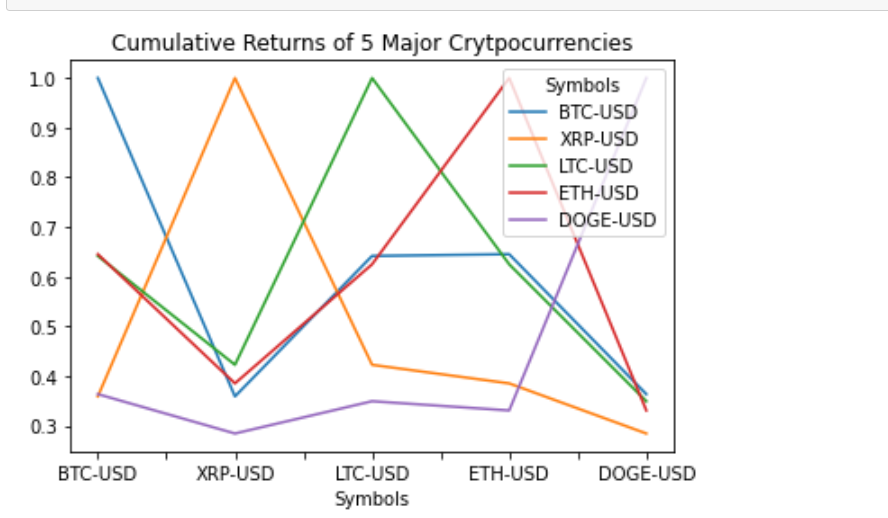 Cumulative Returns of 5 Major Crytpocurrencies
1.0
0.9
0.8
0.7
0.6
0.5
0.4
0.3
Symbols
BTC-USD
XRP-USD
LTC-USD
ETH-USD
DOGE-USD
BTC-USD XRP-USD LTC-USD ETH-USD DOGE-USD
Symbols